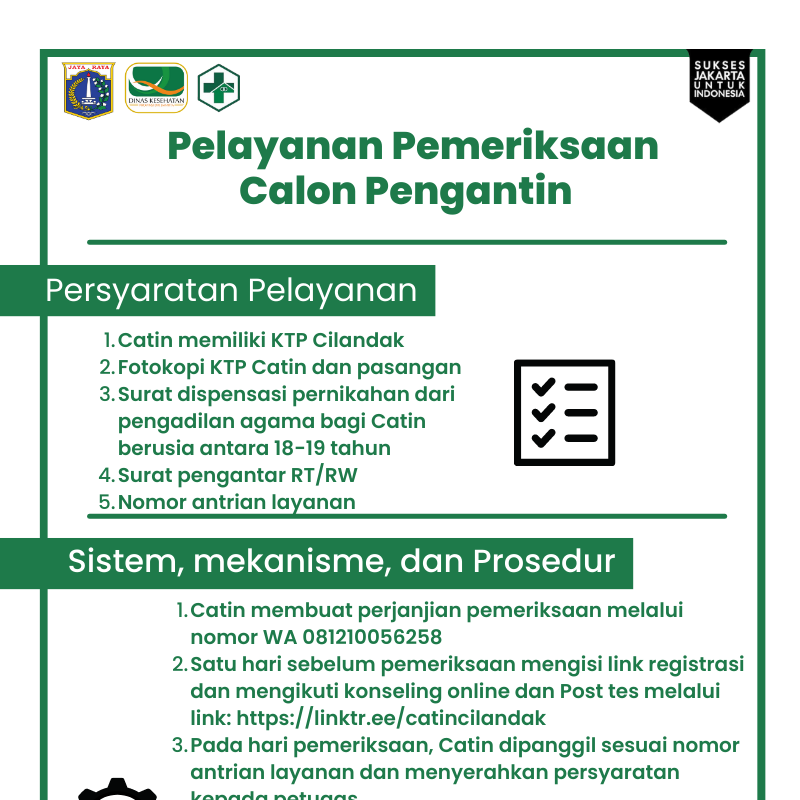 JAYA RAYA
DINAS KESEHATAN
SUKSES
JAKARTA
UNTUK
INDONESIA
Pelayanan Pemeriksaan
Calon Pengantin
Persyaratan Pelayanan
1. Catin memiliki KTP Cilandak
2. Fotokopi KTP Catin dan pasangan
3. Surat dispensasi pernikahan dari
pengadilan agama bagi Catin
berusia antara 18-19 tahun
4. Surat pengantar RT/RW
5. Nomor antrian layanan
Sistem, mekanisme, dan Prosedur
1. Catin membuat perjanjian pemeriksaan melalui
nomor WA 081210056258
2. Satu hari sebelum pemeriksaan mengisi link registrasi
dan mengikuti konseling online dan Post tes melalui
link: https://linktr.ee/catincilandak
3. Pada hari pemeriksaan, Catin dipanggil sesuai nomor
antrian layanan dan menyerahkan persyaratan
kepada petugas